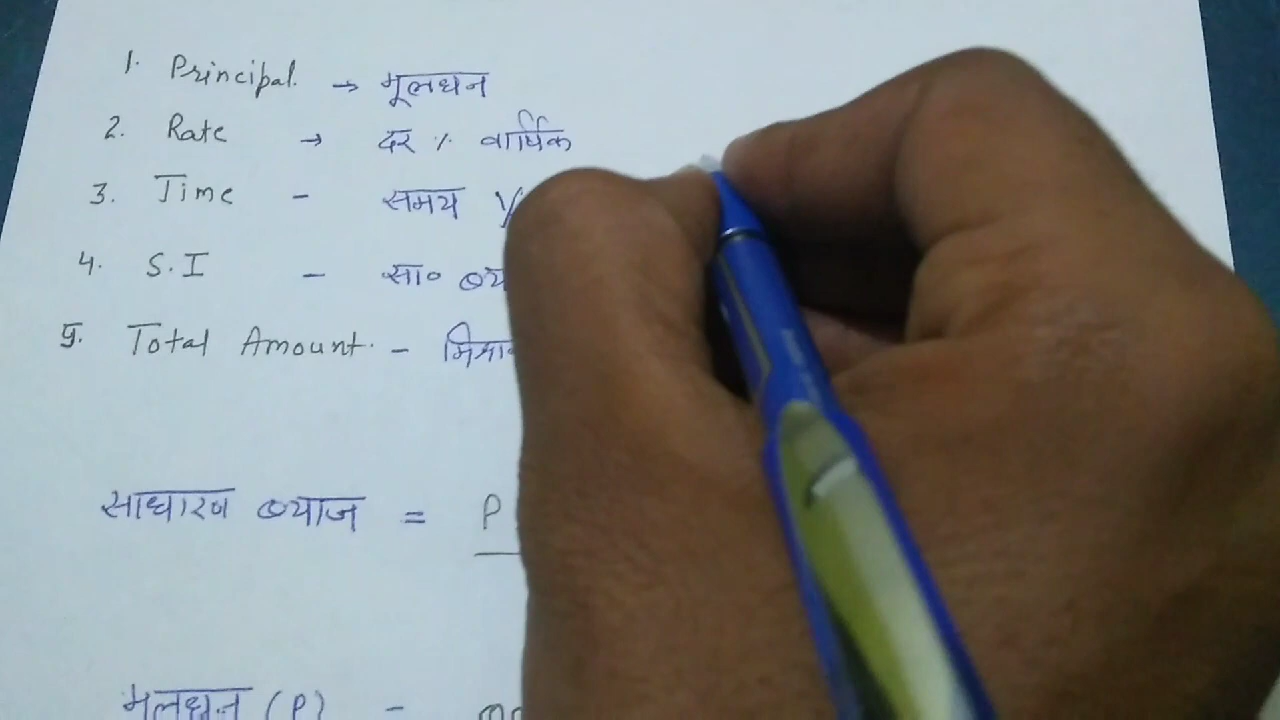 1. Principal. → मूलधन
2. Rate → दर % वार्षिक
3. Time - समय
4. S.I - सा०
5. Total Amount. -
साधारण ब्याज = P
मूलधन (P) -